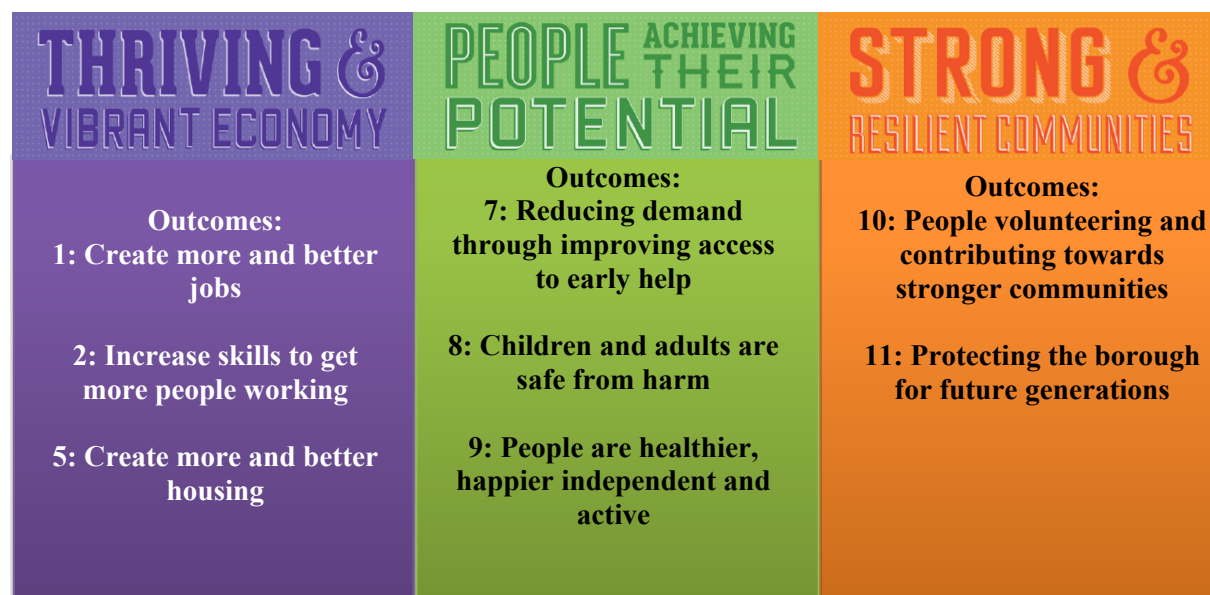 THRIVING &
VIBRANT ECONOMY
Outcomes:
1: Create more and better
jobs
2: Increase skills to get
more people working
5: Create more and better
housing
PEOPLE ACHIEVING
THEIR
POTENTIAL
Outcomes:
7: Reducing demand
through improving access
to early help
8: Children and adults are
safe from harm
9: People are healthier,
happier independent and
active
STRONG &
RESILIENT COMMUNITIES
Outcomes:
10: People volunteering and
contributing towards
stronger communities
11: Protecting the borough
for future generations